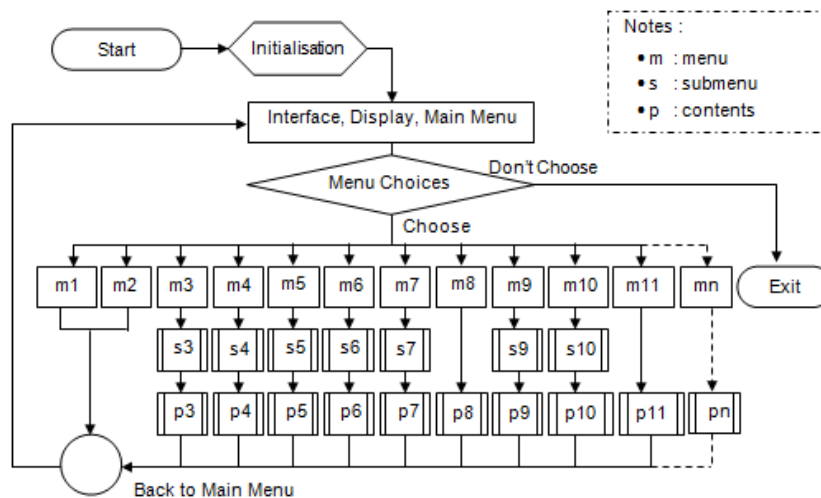 Start
Initialisation
Notes :
• m : menu
• s : submenu
• p : contents
Interface, Display, Main Menu
Menu Choices
Don't Choose
Choose
m1 m2 m3 m4 m5 m6 m7 m8 m9 m10 m11 mn
Exit
s3 s4 s5 s6 s7 s9 s10
p3 p4 p5 p6 p7 p8 p9 p10 p11 pn
Back to Main Menu